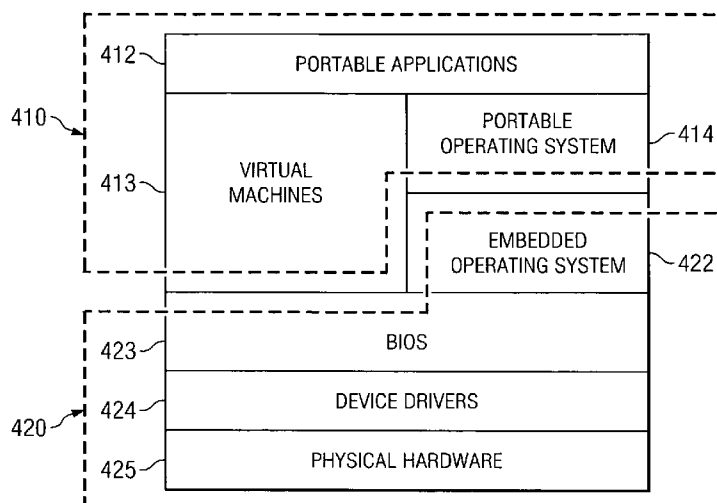 412
PORTABLE APPLICATIONS
410
413
VIRTUAL
MACHINES
PORTABLE
OPERATING SYSTEM
414
EMBEDDED
OPERATING SYSTEM
422
423
BIOS
420
424
DEVICE DRIVERS
425
PHYSICAL HARDWARE